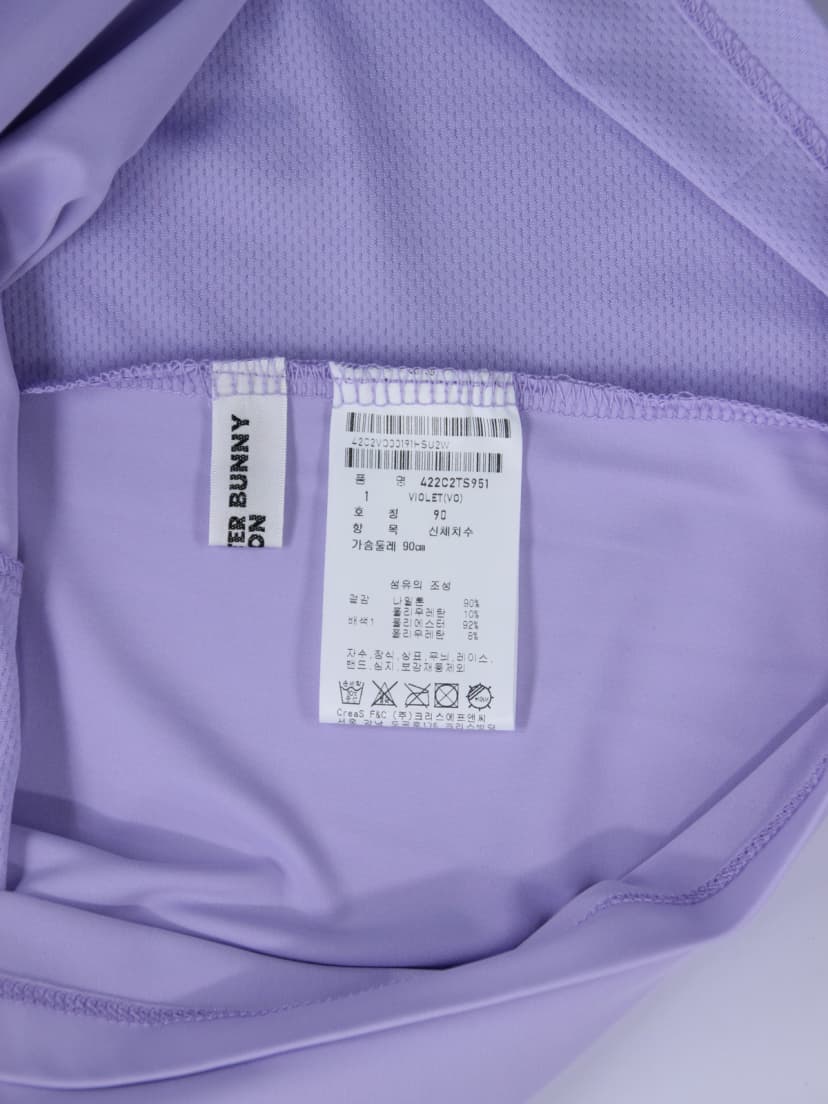 TER BUNNY
ON
42C2V000191HSU2W
품 명 422C2TS951
1 VIOLET(VO)
호 칭 90
항 목 신체치수
가슴둘레 90㎝
섬유의 조성
겉감 나일론 90%
폴리우레탄 10%
배색1 폴리에스터 92%
폴리우레탄 8%
자수,장식,상표,무늬,레이스,
밴드,심지,보강재등제외
CreaS F&C (주)크리스에프앤씨